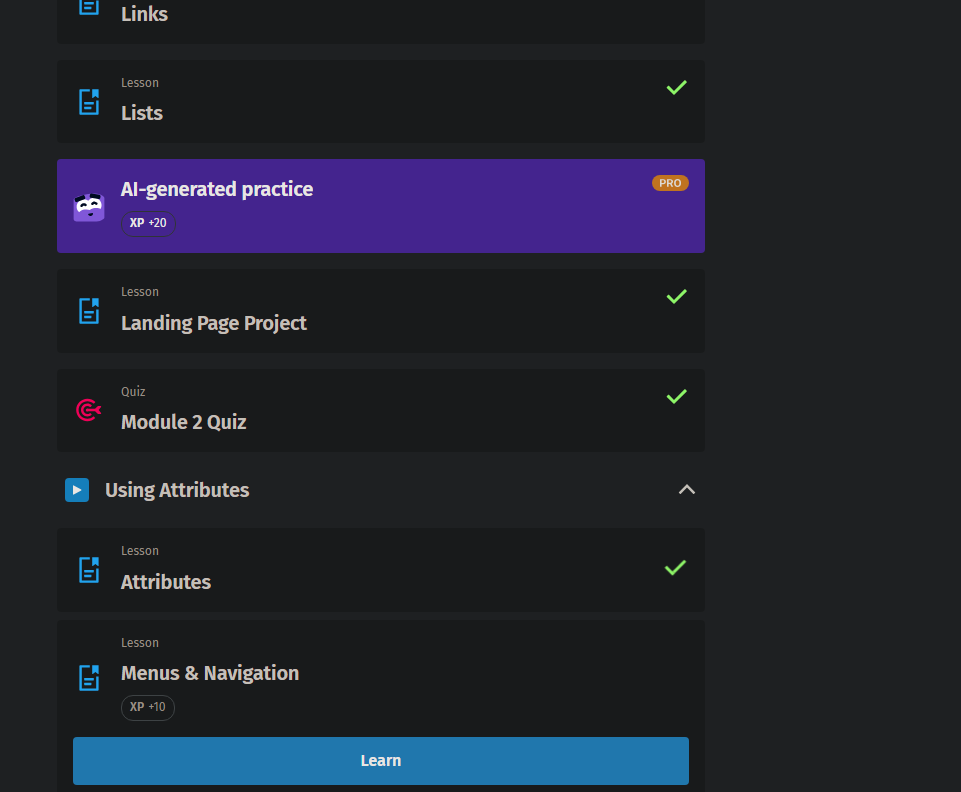 Links
Lesson
Lists
AI-generated practice
PRO
XP +20
Lesson
Landing Page Project
Quiz
Module 2 Quiz
Using Attributes
Lesson
Attributes
Lesson
Menus & Navigation
XP +10
Learn